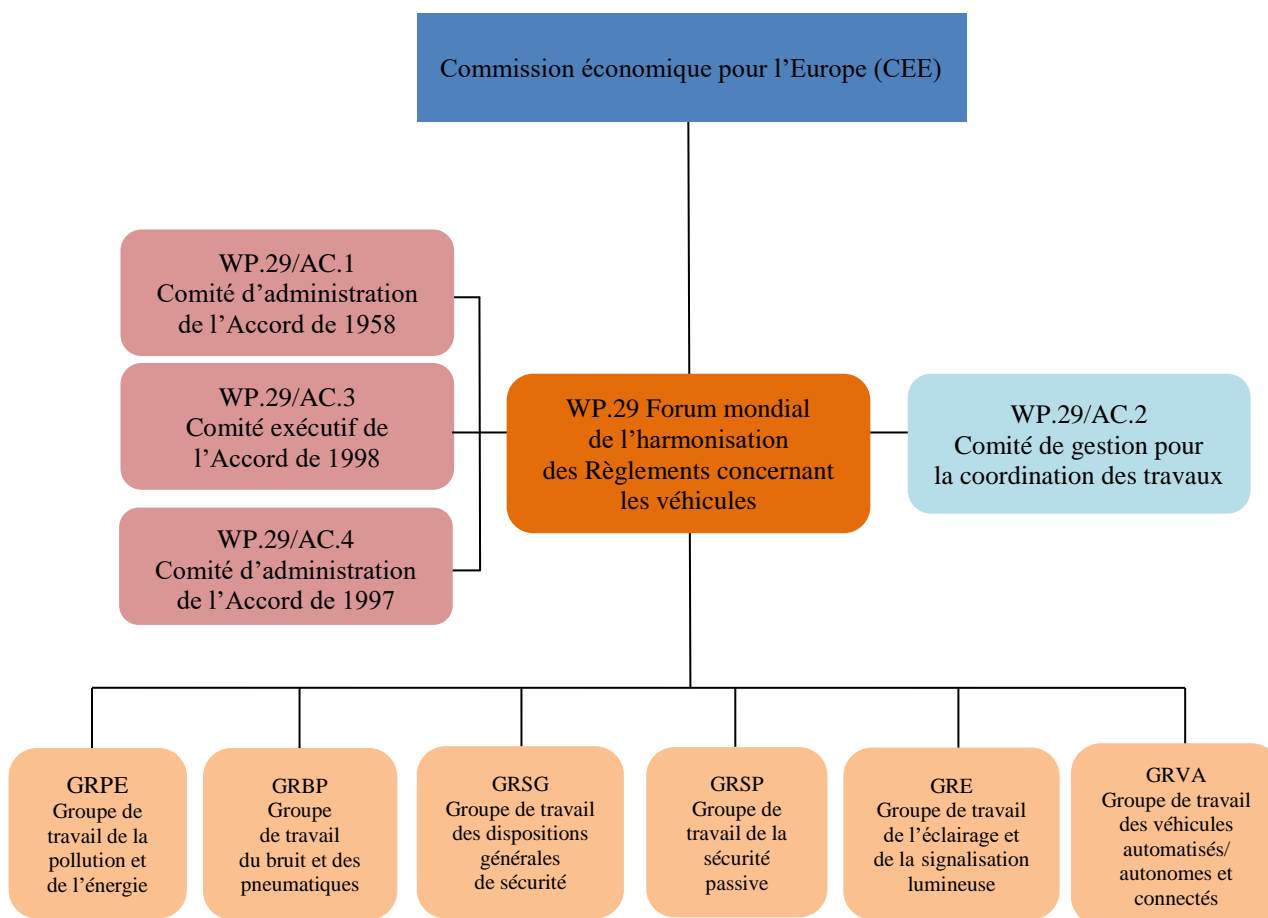 Commission économique pour l’Europe (CEE)
WP.29/AC.1
Comité d’administration
de l’Accord de 1958
WP.29/AC.3
Comité exécutif de
l’Accord de 1998
WP.29/AC.4
Comité d’administration
de l’Accord de 1997
WP.29 Forum mondial
de l’harmonisation
des Règlements concernant
les véhicules
WP.29/AC.2
Comité de gestion pour
la coordination des travaux
GRPE
Groupe de
travail de la
pollution et
de l’énergie
GRBP
Groupe
de travail
du bruit et des
pneumatiques
GRSG
Groupe de travail
des dispositions
générales
de sécurité
GRSP
Groupe de
travail de la
sécurité
passive
GRE
Groupe de travail
de l’éclairage et
de la signalisation
lumineuse
GRVA
Groupe de travail
des véhicules
automatisés/
autonomes et
connectés